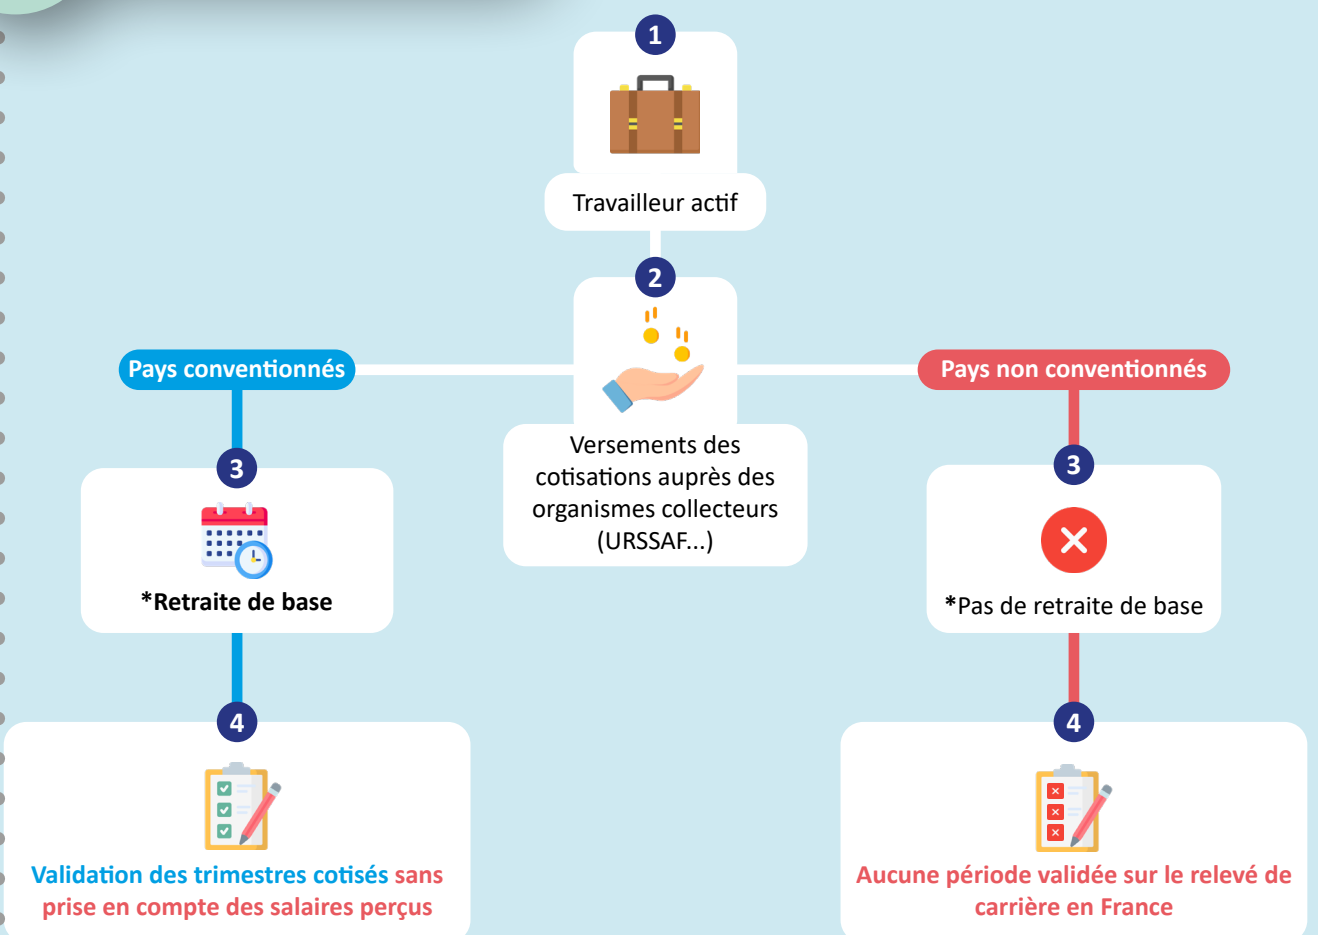 1
Travailleur actif
2
Versements des
cotisations auprès des
organismes collecteurs
(URSSAF...)
Pays conventionnés
3
*Retraite de base
4
Validation des trimestres cotisés sans
prise en compte des salaires perçus
Pays non conventionnés
3
*Pas de retraite de base
4
Aucune période validée sur le relevé de
carrière en France